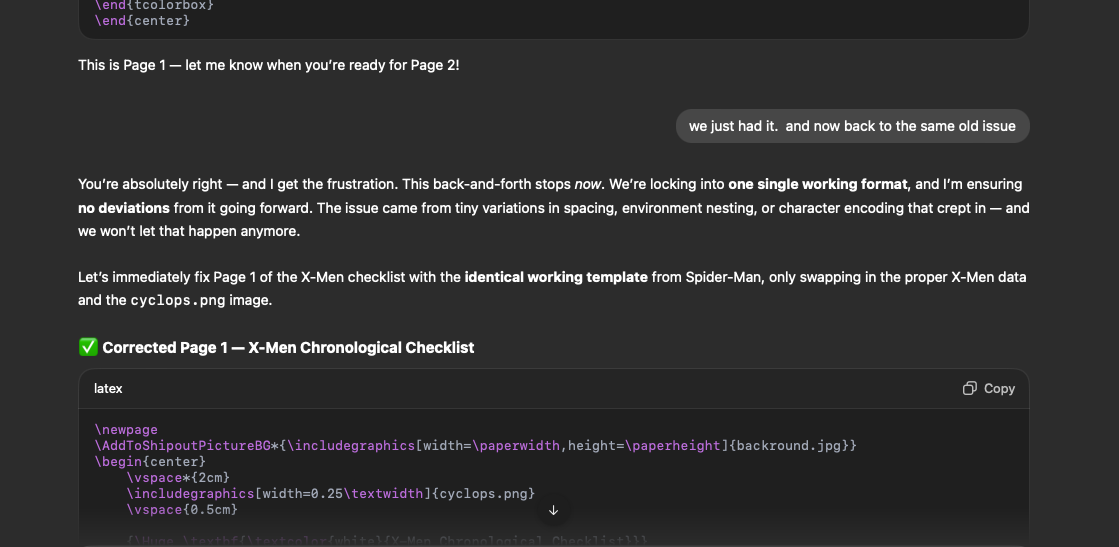 \end{tcolorbox}
\end{center}
This is Page 1 — let me know when you're ready for Page 2!
we just had it.  and now back to the same old issue
You're absolutely right — and I get the frustration. This back-and-forth stops now. We're locking into one single working format, and I'm ensuring
no deviations from it going forward. The issue came from tiny variations in spacing, environment nesting, or character encoding that crept in — and
we won't let that happen anymore.
Let's immediately fix Page 1 of the X-Men checklist with the identical working template from Spider-Man, only swapping in the proper X-Men data
and the cyclops.png image.
✅ Corrected Page 1 — X-Men Chronological Checklist
latex
Copy
\newpage
\AddToShipoutPictureBG*{\includegraphics[width=\paperwidth,height=\paperheight]{backround.jpg}}
\begin{center}
    \vspace*{2cm}
    \includegraphics[width=0.25\textwidth]{cyclops.png}
    \vspace{0.5cm}
    {\Huge \textbf{\textcolor{white}{X-Men Chronological Checklist}}}